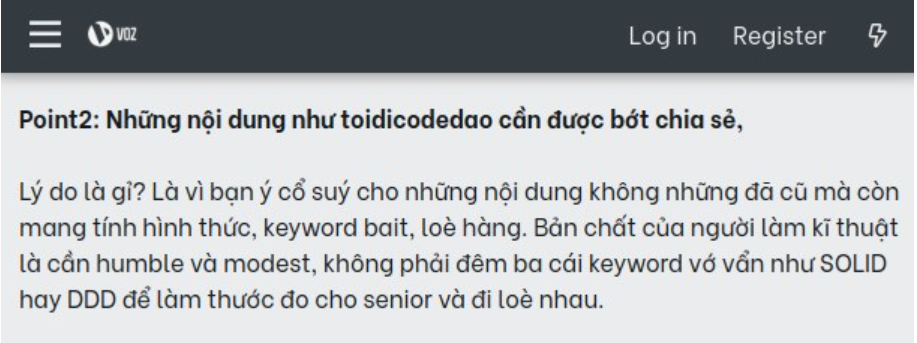 VOZ Log in Register
Point2: Những nội dung như toidicodedao cần được bớt chia sẻ,
Lý do là gì? Là vì bạn ý cổ suý cho những nội dung không những đã cũ mà còn
mang tính hình thức, keyword bait, loè hàng. Bản chất của người làm kĩ thuật
là cần humble và modest, không phải đêm ba cái keyword vớ vẩn như SOLID
hay DDD để làm thước đo cho senior và đi loè nhau.